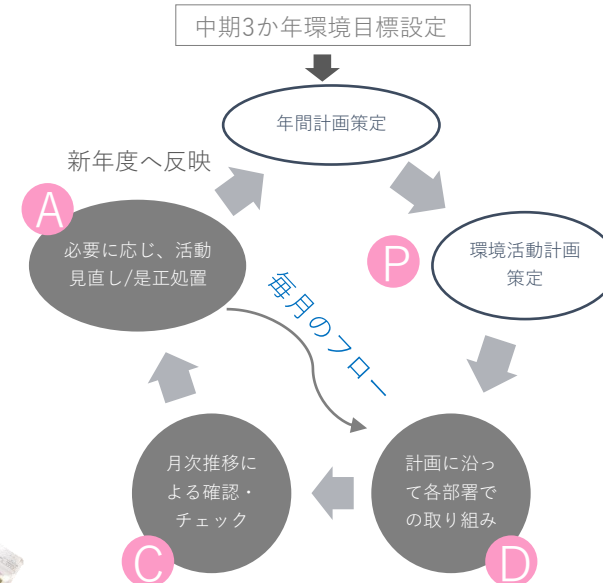 中期3か年環境目標設定
年間計画策定
新年度へ反映
A
必要に応じ、活動
見直し/是正処置
P
環境活動計画
策定
毎月のフロー
月次推移に
よる確認・
チェック
C
計画に沿っ
て各部署で
の取り組み
D